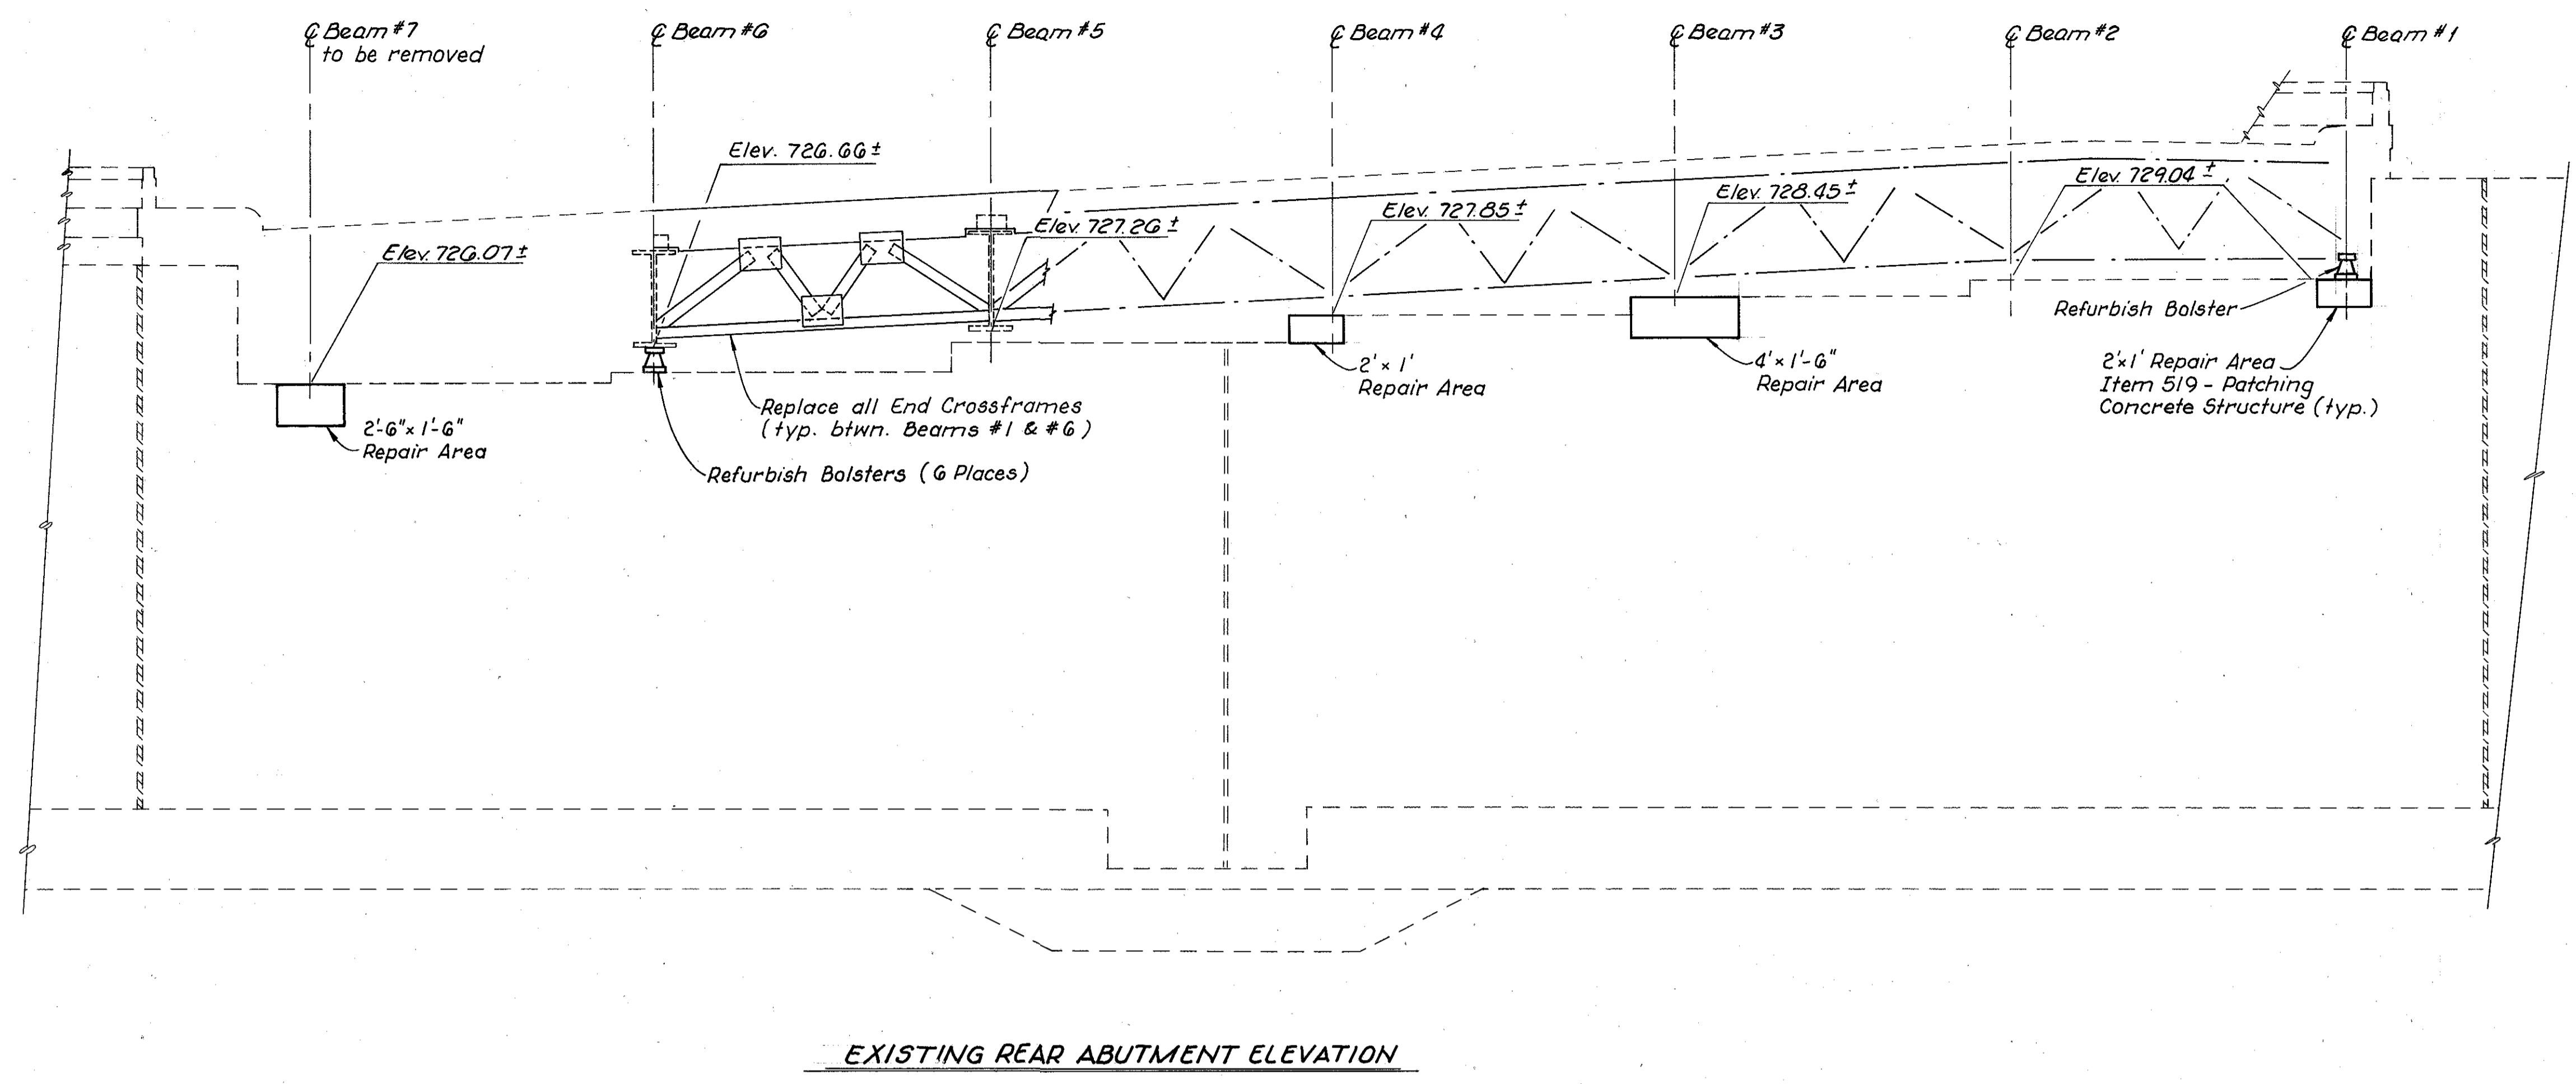 ℄ Beam #7
to be removed
℄ Beam #6
℄ Beam #5
℄ Beam #4
℄ Beam #3
℄ Beam #2
℄ Beam #1
Elev. 726.66±
Elev. 726.07±
Elev. 727.26±
Elev. 727.85±
Elev. 728.45±
Elev. 729.04±
2'-6"× 1'-6"
Repair Area
Replace all End Crossframes
(typ. btwn. Beams #1 & #6)
Refurbish Bolsters (6 Places)
2' × 1'
Repair Area
4' × 1'-6"
Repair Area
Refurbish Bolster
2'×1' Repair Area
Item 519 - Patching
Concrete Structure (typ.)
EXISTING REAR ABUTMENT ELEVATION